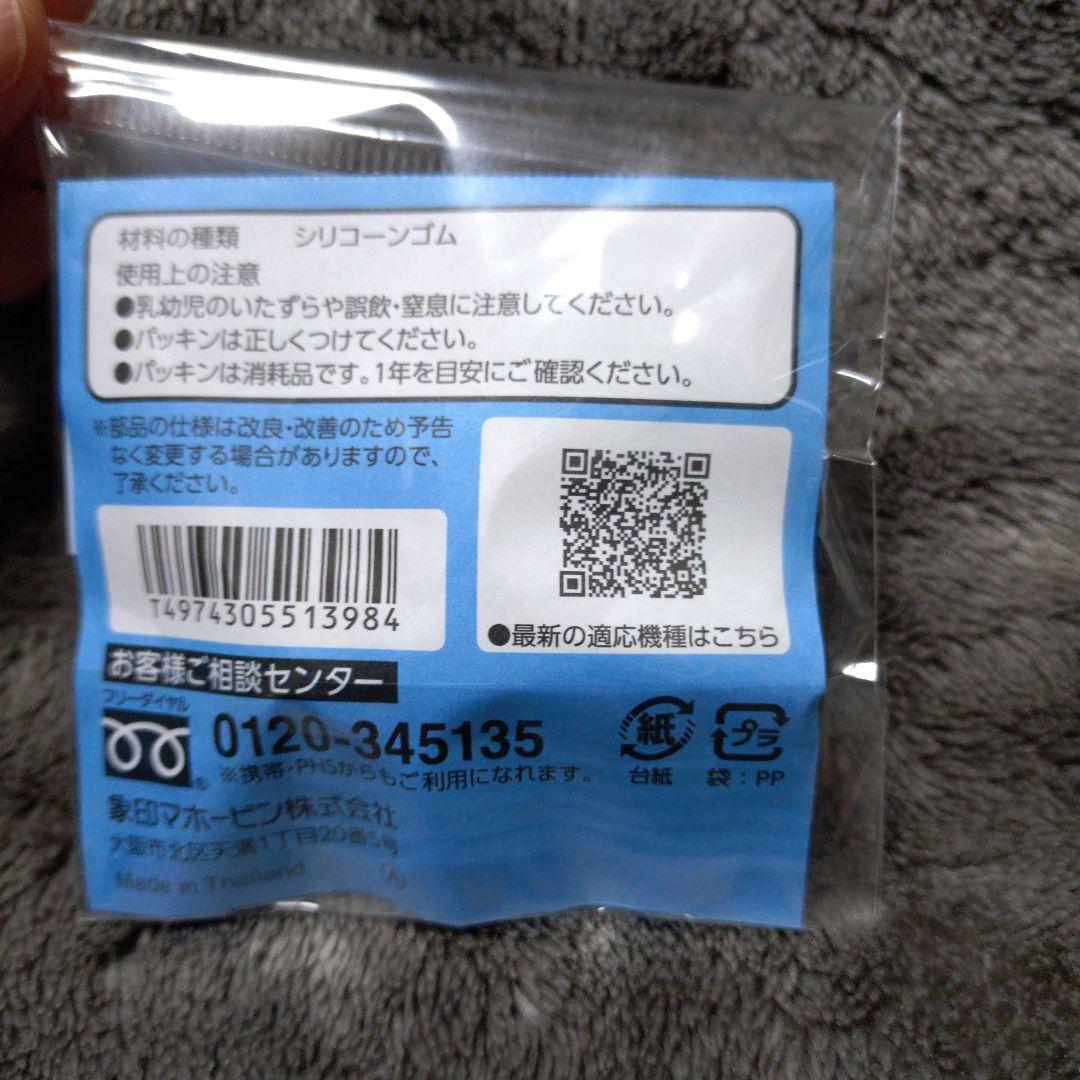 材料の種類　シリコーンゴム
使用上の注意
●乳幼児のいたずらや誤飲・窒息に注意してください。
●パッキンは正しくつけてください。
●パッキンは消耗品です。1年を目安にご確認ください。
※部品の仕様は改良・改善のため予告
なく変更する場合がありますので、
了承ください。
T4974305513984
●最新の適応機種はこちら
お客様ご相談センター
フリーダイヤル
0120-345135
®
※携帯・PHSからもご利用になれます。
紙
台紙
プラ
袋：PP
象印マホービン株式会社
大阪市北区天満1丁目20番5号
Made in Thailand
Ⓐ